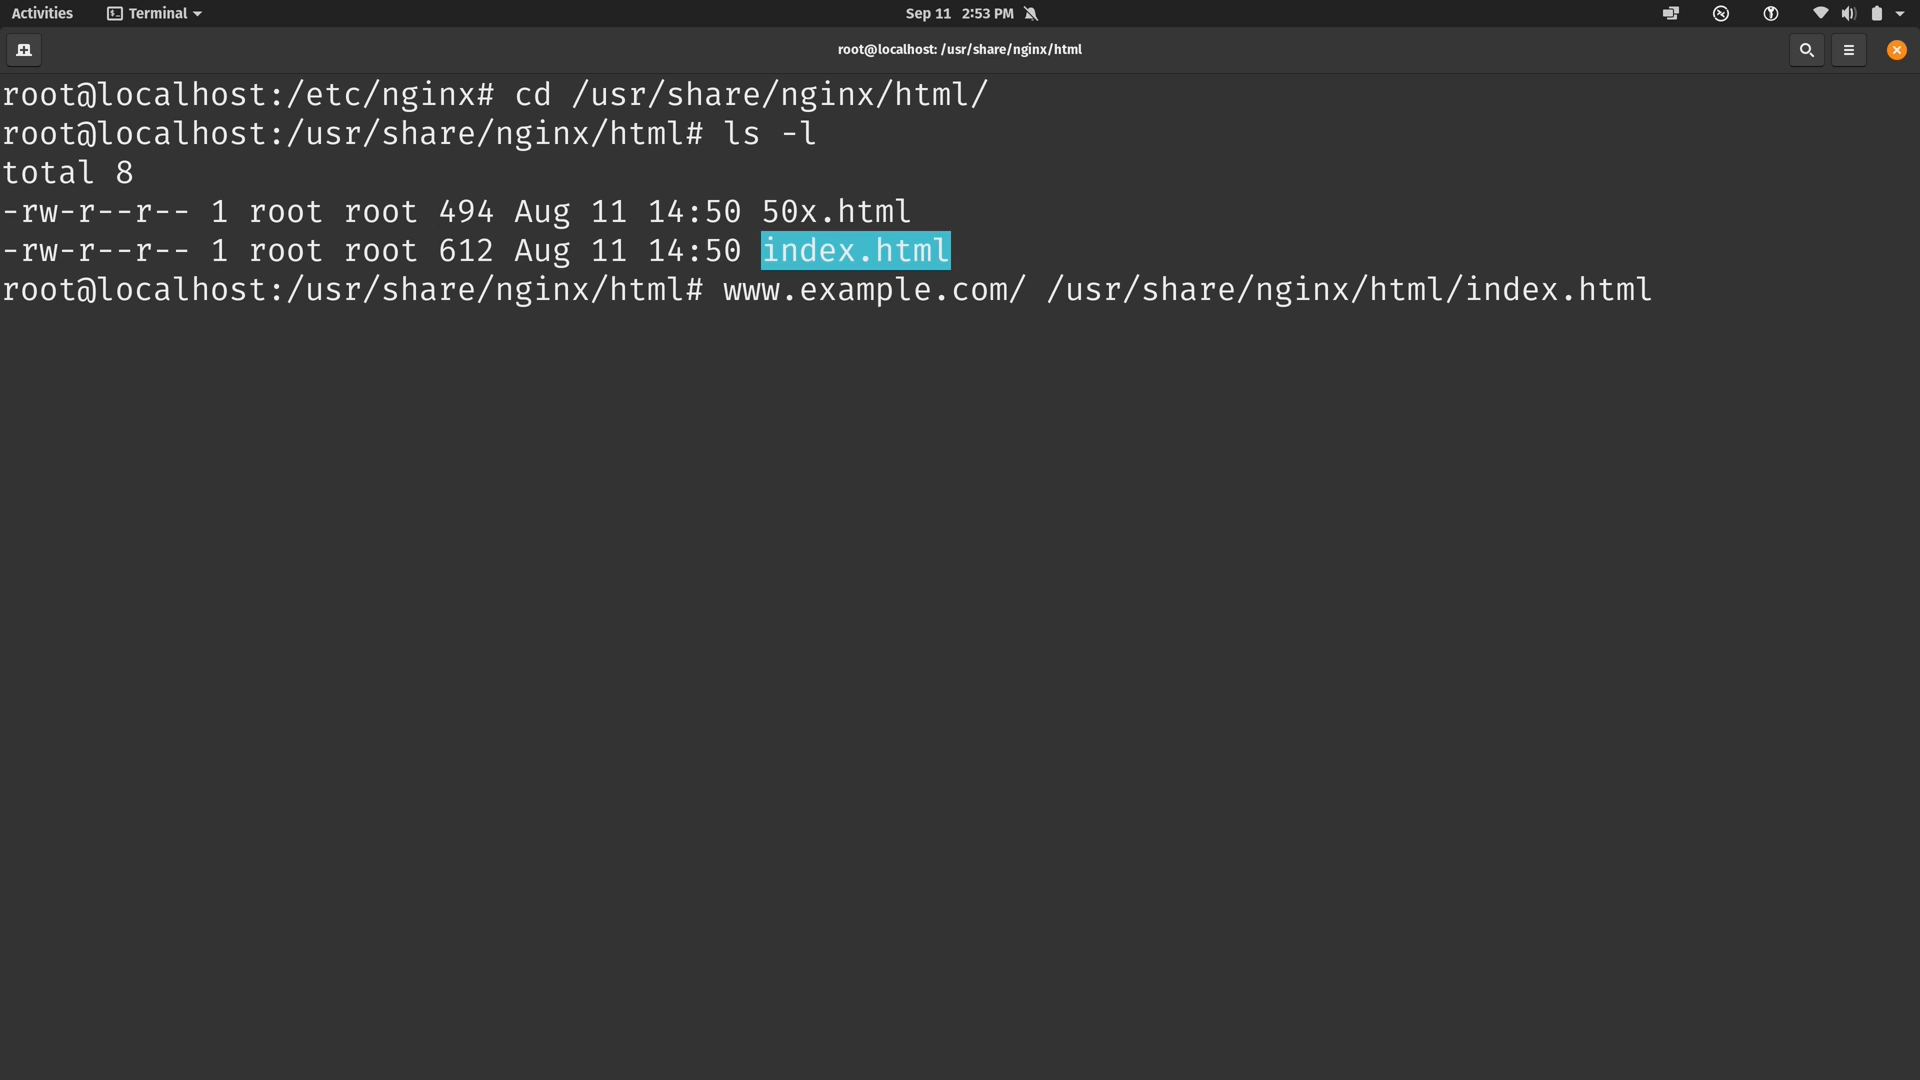 Activities Terminal Sep 11 2:53 PM
root@localhost: /usr/share/nginx/html
root@localhost:/etc/nginx# cd /usr/share/nginx/html/
root@localhost:/usr/share/nginx/html# ls -l
total 8
-rw-r--r-- 1 root root 494 Aug 11 14:50 50x.html
-rw-r--r-- 1 root root 612 Aug 11 14:50 index.html
root@localhost:/usr/share/nginx/html# www.example.com/ /usr/share/nginx/html/index.html